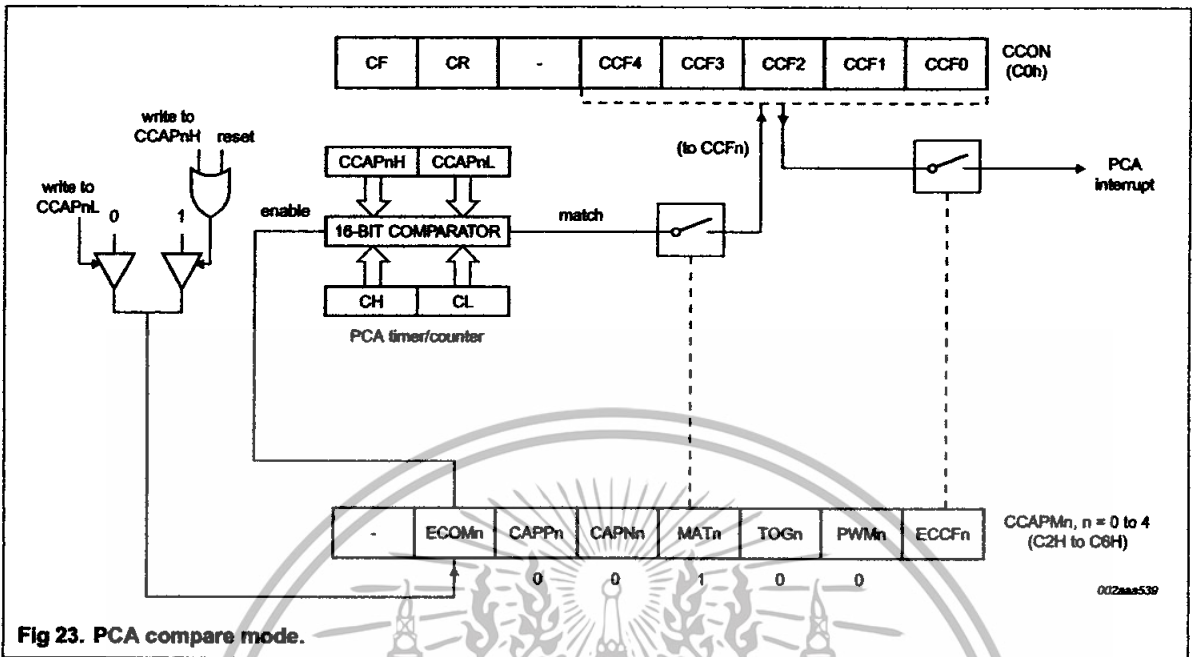 CF CR - CCF4 CCF3 CCF2 CCF1 CCF0
CCON
(C0h)
write to
CCAPnH reset
(to CCFn)
CCAPnH CCAPnL
PCA
interrupt
write to
CCAPnL 0 1
enable
16-BIT COMPARATOR
match
CH CL
PCA timer/counter
- ECOMn CAPPn CAPNn MATn TOGn PWMn ECCFn
CCAPMn, n = 0 to 4
(C2H to C6H)
0 0 1 0 0
002aaa539
Fig 23. PCA compare mode.